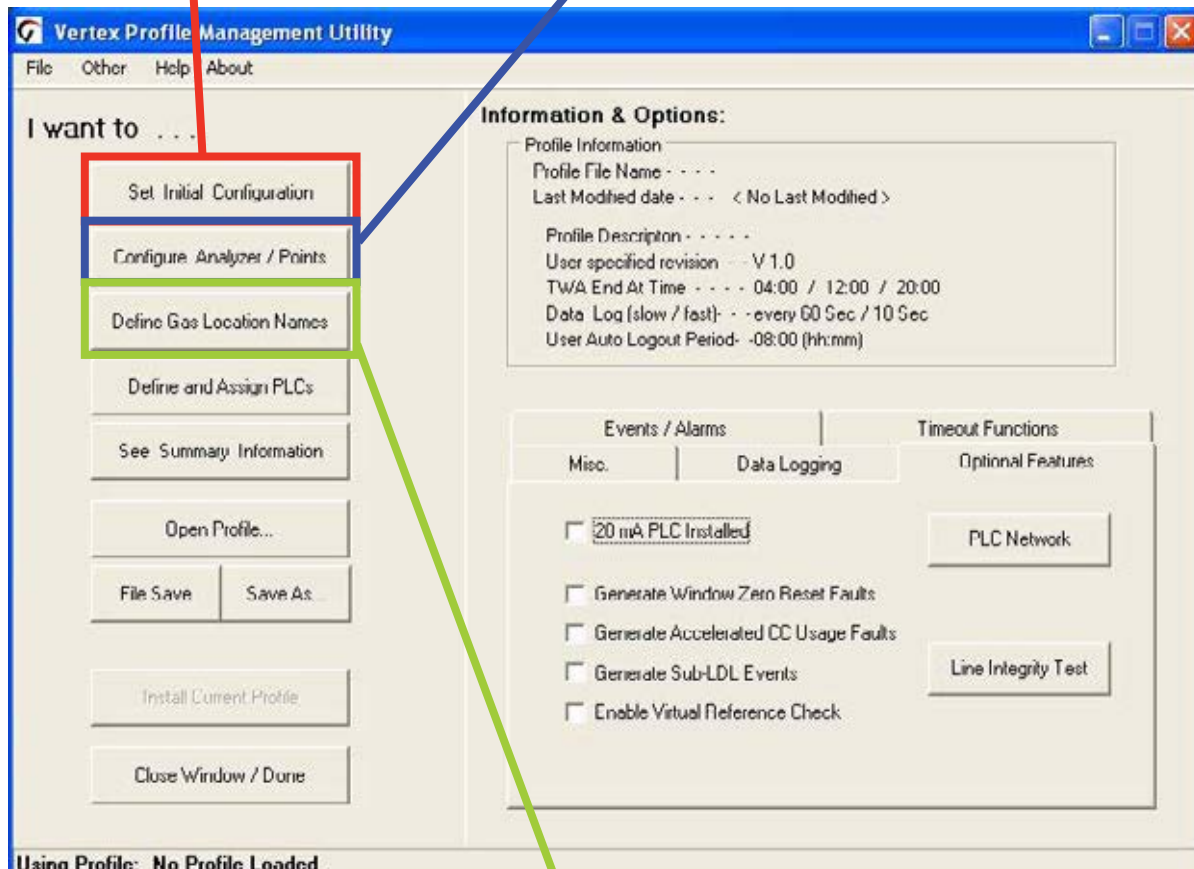 Vertex Profile Management Utility
File Other Help About
I want to . . .
Set Initial Configuration
Configure Analyzer / Points
Define Gas Location Names
Define and Assign PLCs
See Summary Information
Open Profile...
File Save Save As...
Install Current Profile
Close Window / Done
Information & Options:
Profile Information
Profile File Name - - - -
Last Modified date - - - < No Last Modified >
Profile Descripton - - - - -
User specified revision - - V 1.0
TWA End At Time - - - - 04:00 / 12:00 / 20:00
Data Log (slow / fast)- - -every 60 Sec / 10 Sec
User Auto Logout Period- -08:00 (hh:mm)
Events / Alarms Timeout Functions
Misc. Data Logging Optional Features
20 mA PLC Installed
PLC Network
Generate Window Zero Reset Faults
Generate Accelerated CC Usage Faults
Generate Sub-LDL Events
Line Integrity Test
Enable Virtual Reference Check
Using Profile: No Profile Loaded